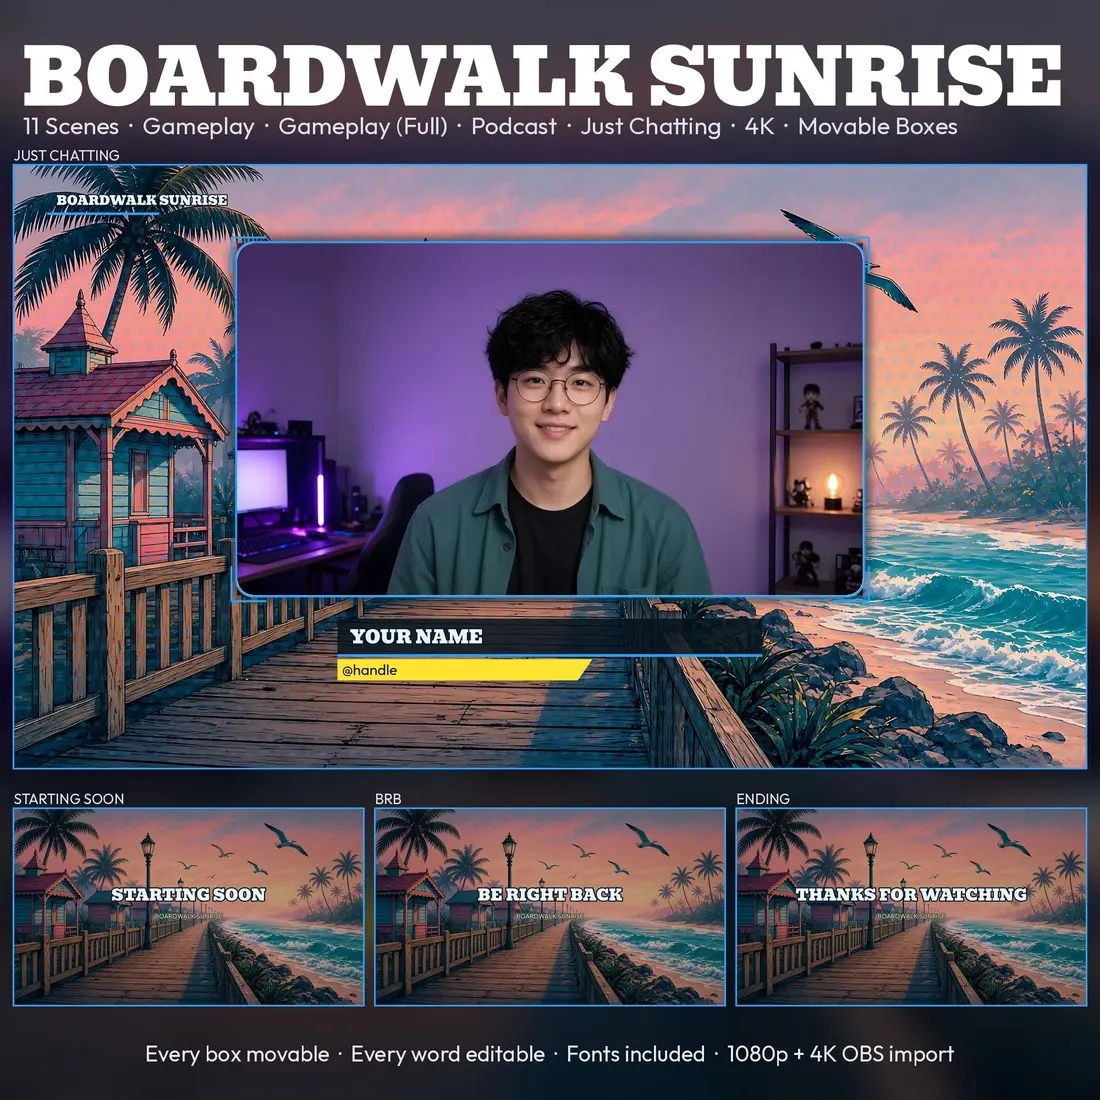 BOARDWALK SUNRISE
11 Scenes · Gameplay · Gameplay (Full) · Podcast · Just Chatting · 4K · Movable Boxes
JUST CHATTING
BOARDWALK SUNRISE
YOUR NAME
@handle
STARTING SOON
BRB
ENDING
STARTING SOON
BOARDWALK SUNRISE
BE RIGHT BACK
BOARDWALK SUNRISE
THANKS FOR WATCHING
BOARDWALK SUNRISE
Every box movable · Every word editable · Fonts included · 1080p + 4K OBS import